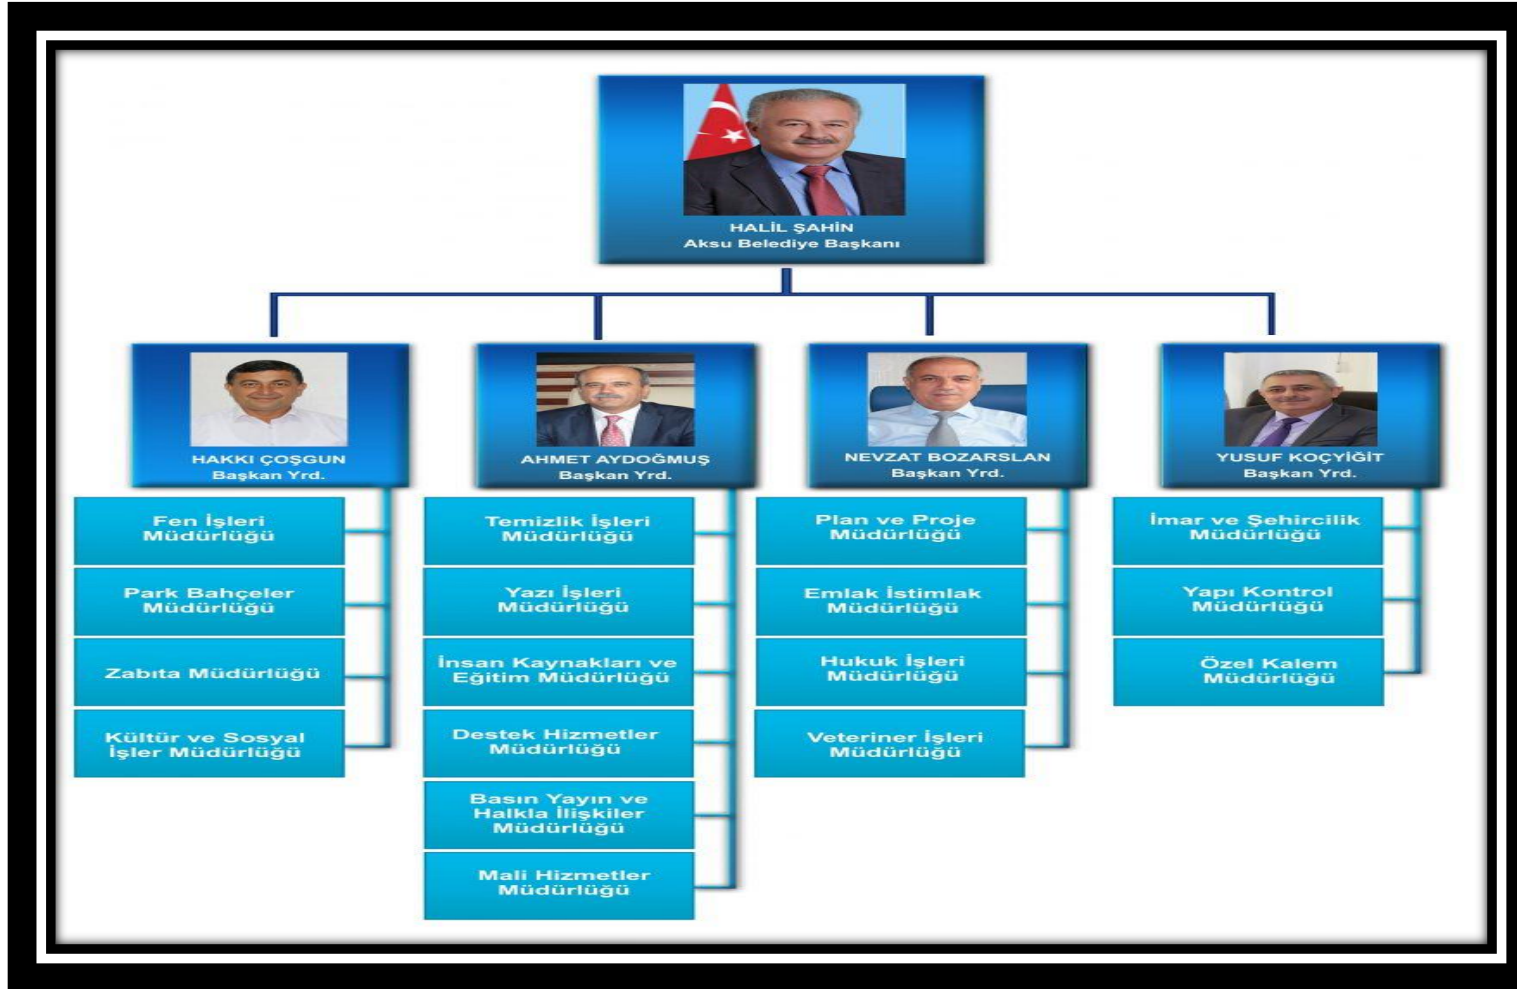 HALİL ŞAHİN
Aksu Belediye Başkanı
HAKKI ÇOŞGUN
Başkan Yrd.
Fen İşleri
Müdürlüğü
Park Bahçeler
Müdürlüğü
Zabıta Müdürlüğü
Kültür ve Sosyal
İşler Müdürlüğü
AHMET AYDOĞMUŞ
Başkan Yrd.
Temizlik İşleri
Müdürlüğü
Yazı İşleri
Müdürlüğü
İnsan Kaynakları ve
Eğitim Müdürlüğü
Destek Hizmetler
Müdürlüğü
Basın Yayın ve
Halkla İlişkiler
Müdürlüğü
Mali Hizmetler
Müdürlüğü
NEVZAT BOZARSLAN
Başkan Yrd.
Plan ve Proje
Müdürlüğü
Emlak İstimlak
Müdürlüğü
Hukuk İşleri
Müdürlüğü
Veteriner İşleri
Müdürlüğü
YUSUF KOÇYİĞİT
Başkan Yrd.
İmar ve Şehircilik
Müdürlüğü
Yapı Kontrol
Müdürlüğü
Özel Kalem
Müdürlüğü